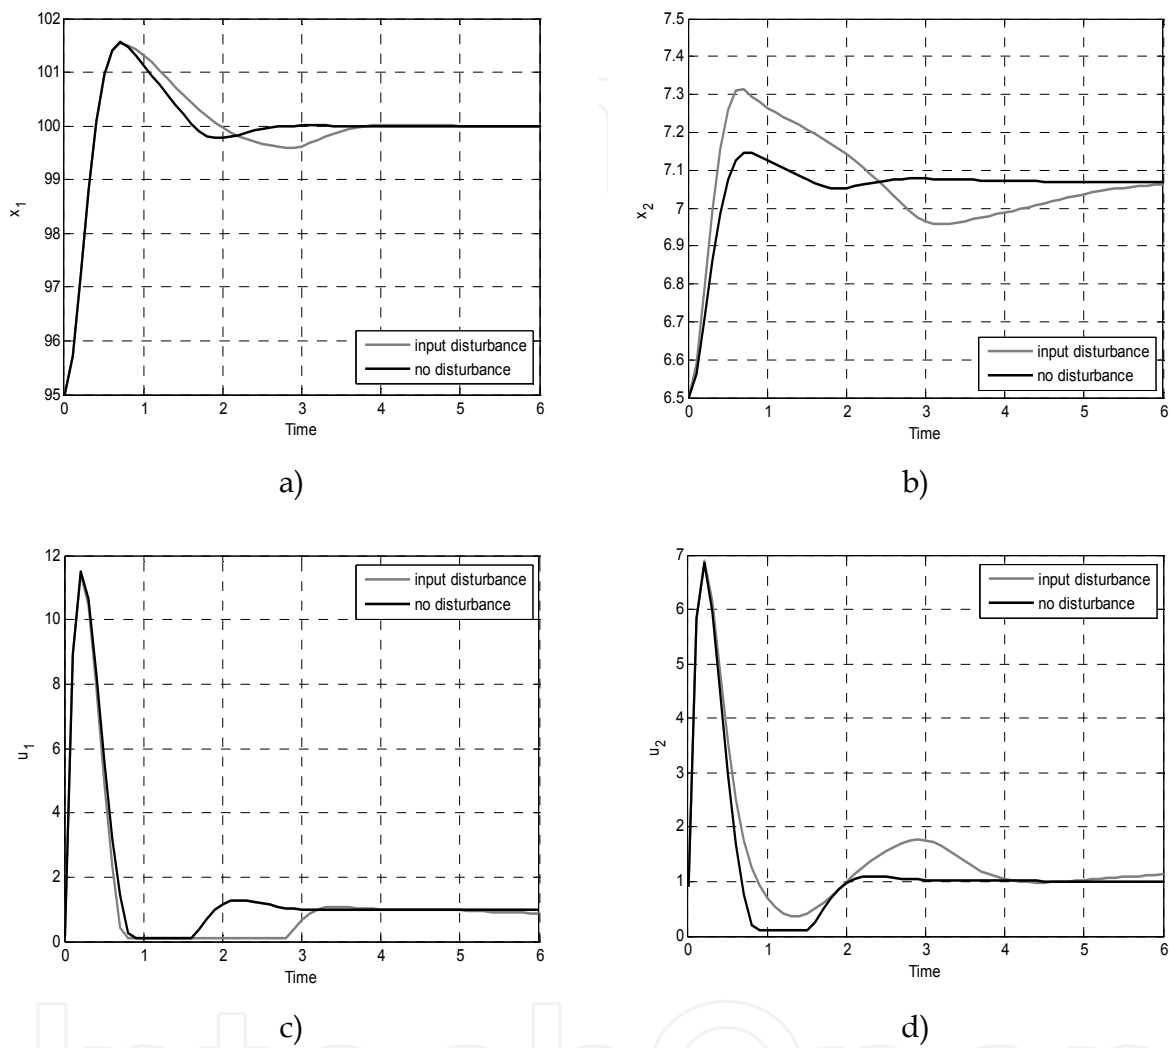 102
101
100
99
98
97
96
95
x1
0 1 2 3 4 5 6
Time
input disturbance
no disturbance
a)
7.5
7.4
7.3
7.2
7.1
7
6.9
6.8
6.7
6.6
6.5
x2
0 1 2 3 4 5 6
Time
input disturbance
no disturbance
b)
12
10
8
6
4
2
0
u1
0 1 2 3 4 5 6
Time
input disturbance
no disturbance
c)
7
6
5
4
3
2
1
0
u2
0 1 2 3 4 5 6
Time
input disturbance
no disturbance
d)